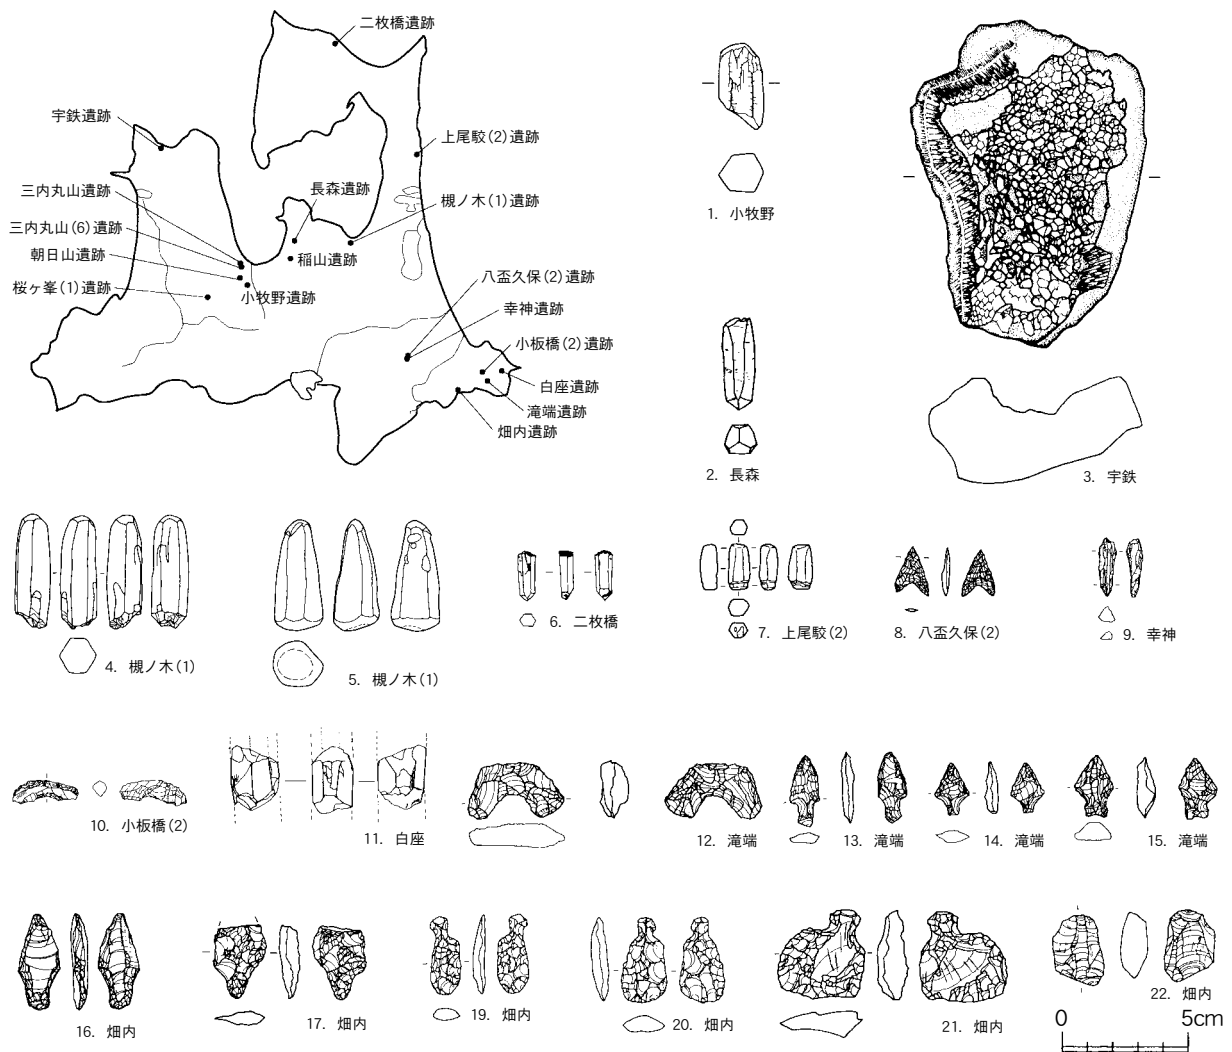 二枚橋遺跡
宇鉄遺跡
上尾駮(2)遺跡
三内丸山遺跡
長森遺跡
槻ノ木(1)遺跡
三内丸山(6)遺跡
朝日山遺跡
稲山遺跡
桜ヶ峯(1)遺跡
小牧野遺跡
八盃久保(2)遺跡
幸神遺跡
小板橋(2)遺跡
白座遺跡
滝端遺跡
畑内遺跡
1. 小牧野
2. 長森
3. 宇鉄
4. 槻ノ木(1)
5. 槻ノ木(1)
6. 二枚橋
7. 上尾駮(2)
8. 八盃久保(2)
9. 幸神
10. 小板橋(2)
11. 白座
12. 滝端
13. 滝端
14. 滝端
15. 滝端
16. 畑内
17. 畑内
19. 畑内
20. 畑内
21. 畑内
22. 畑内
0 5cm